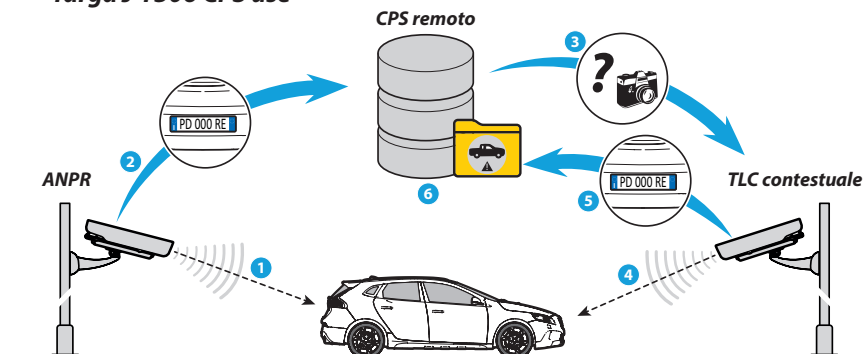 CPS remoto
3
?
PD 000 RE
2
ANPR
PD 000 RE
TLC contestuale
6
5
1
4